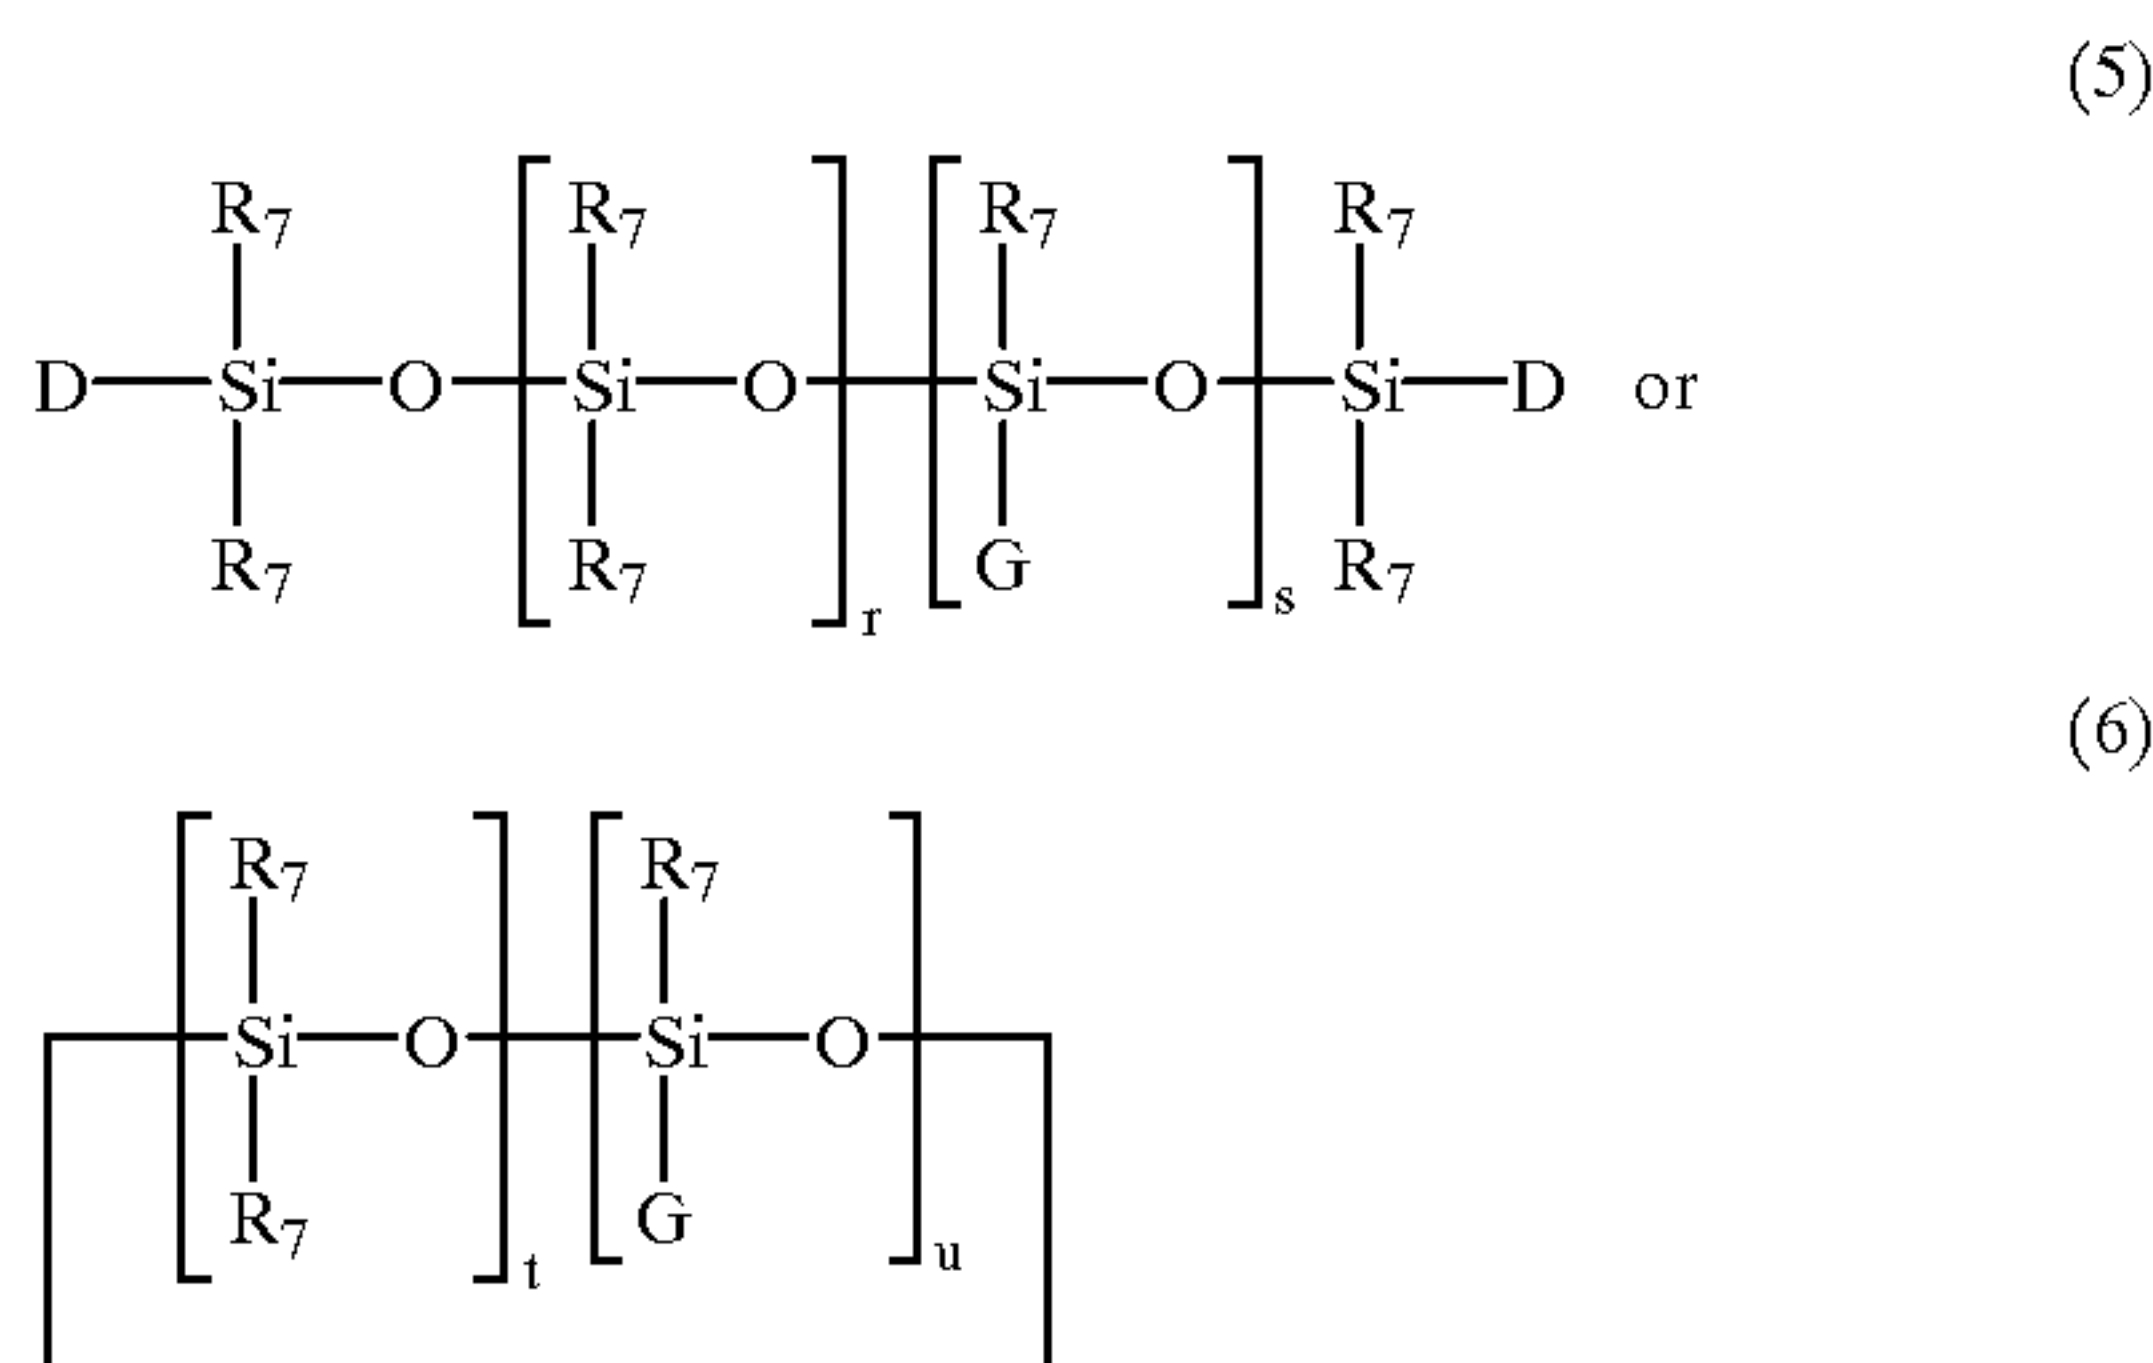 (5)
R7 R7 R7 R7
D Si O Si O Si O Si D or
R7 R7 G R7
r s
(6)
R7 R7
Si O Si O
R7 G
t u